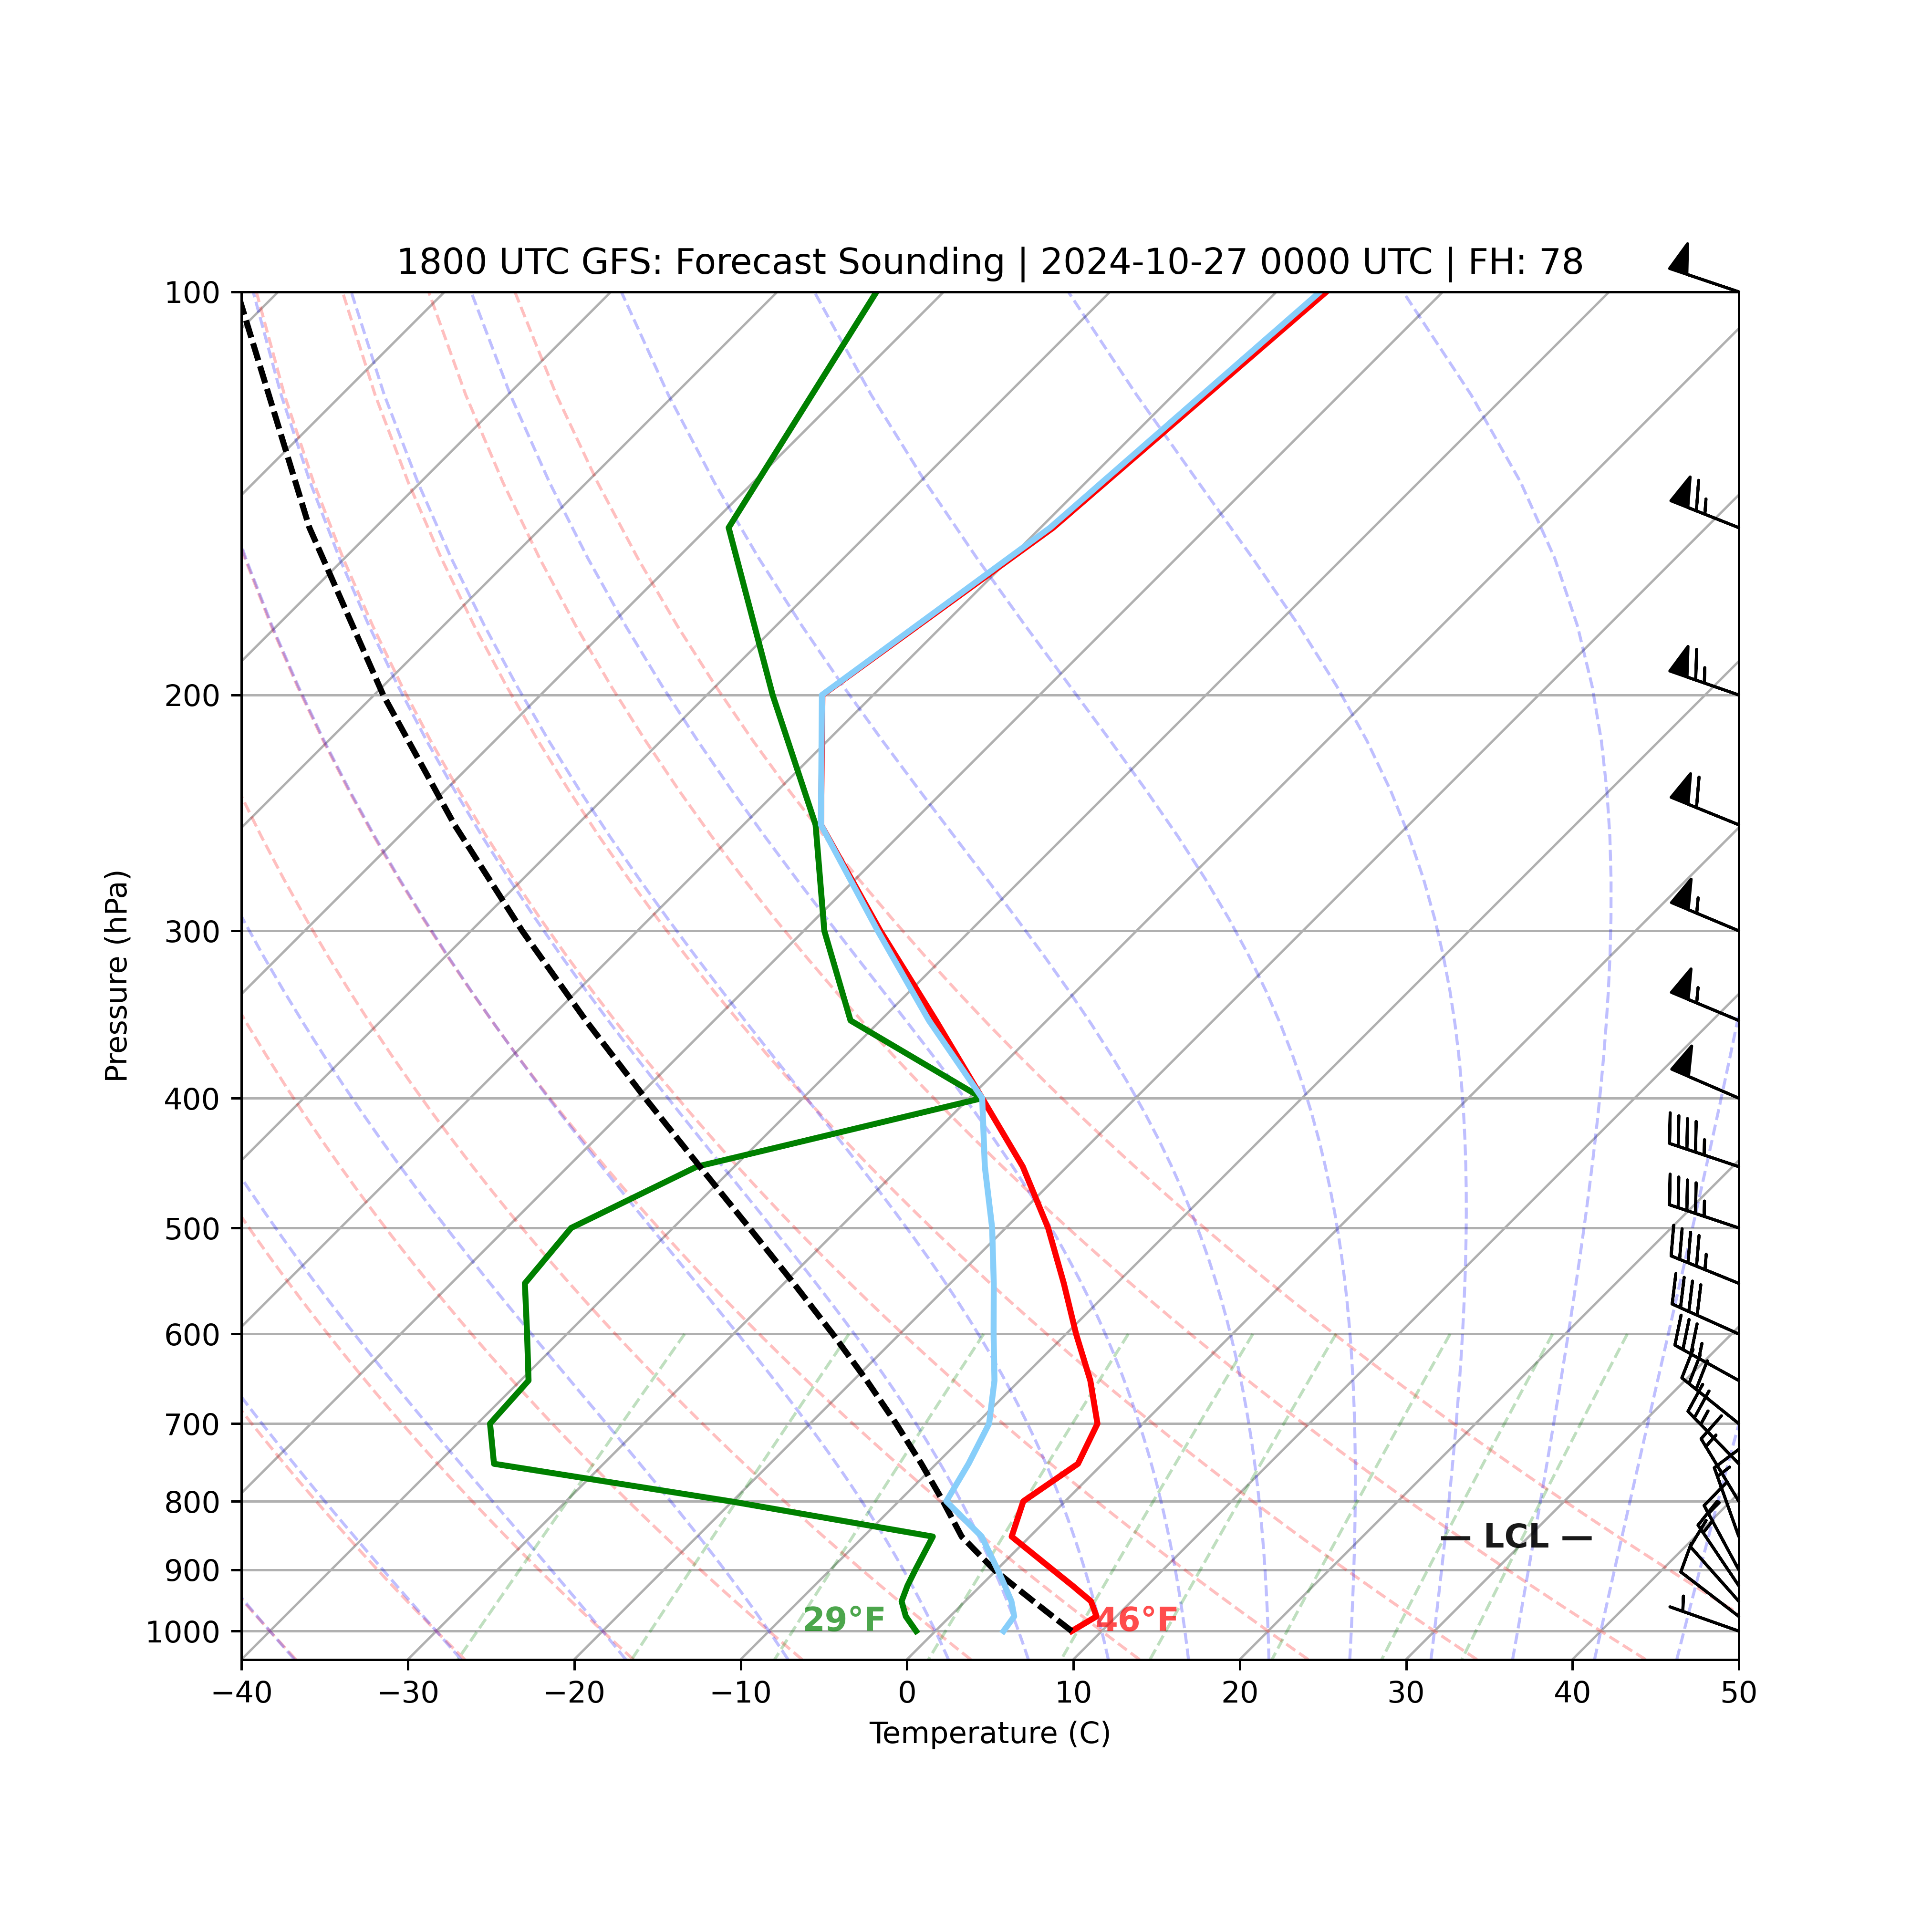 1800 UTC GFS: Forecast Sounding | 2024-10-27 0000 UTC | FH: 78
100
200
300
400
500
600
700
800
900
1000
Pressure (hPa)
— LCL —
29°F
46°F
−40 −30 −20 −10 0 10 20 30 40 50
Temperature (C)